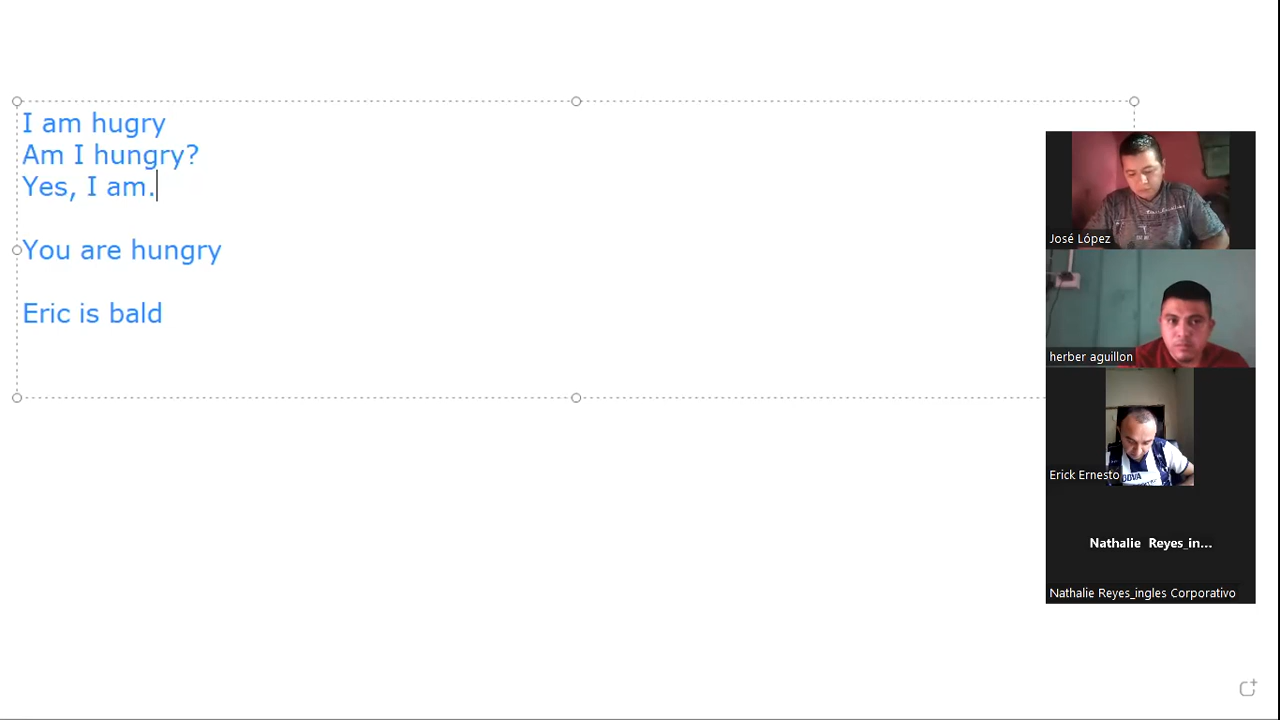 I am hugry
Am I hungry?
Yes, I am.
You are hungry
Eric is bald
José López
herber aguillon
Erick Ernesto
Nathalie Reyes_in...
Nathalie Reyes_ingles Corporativo